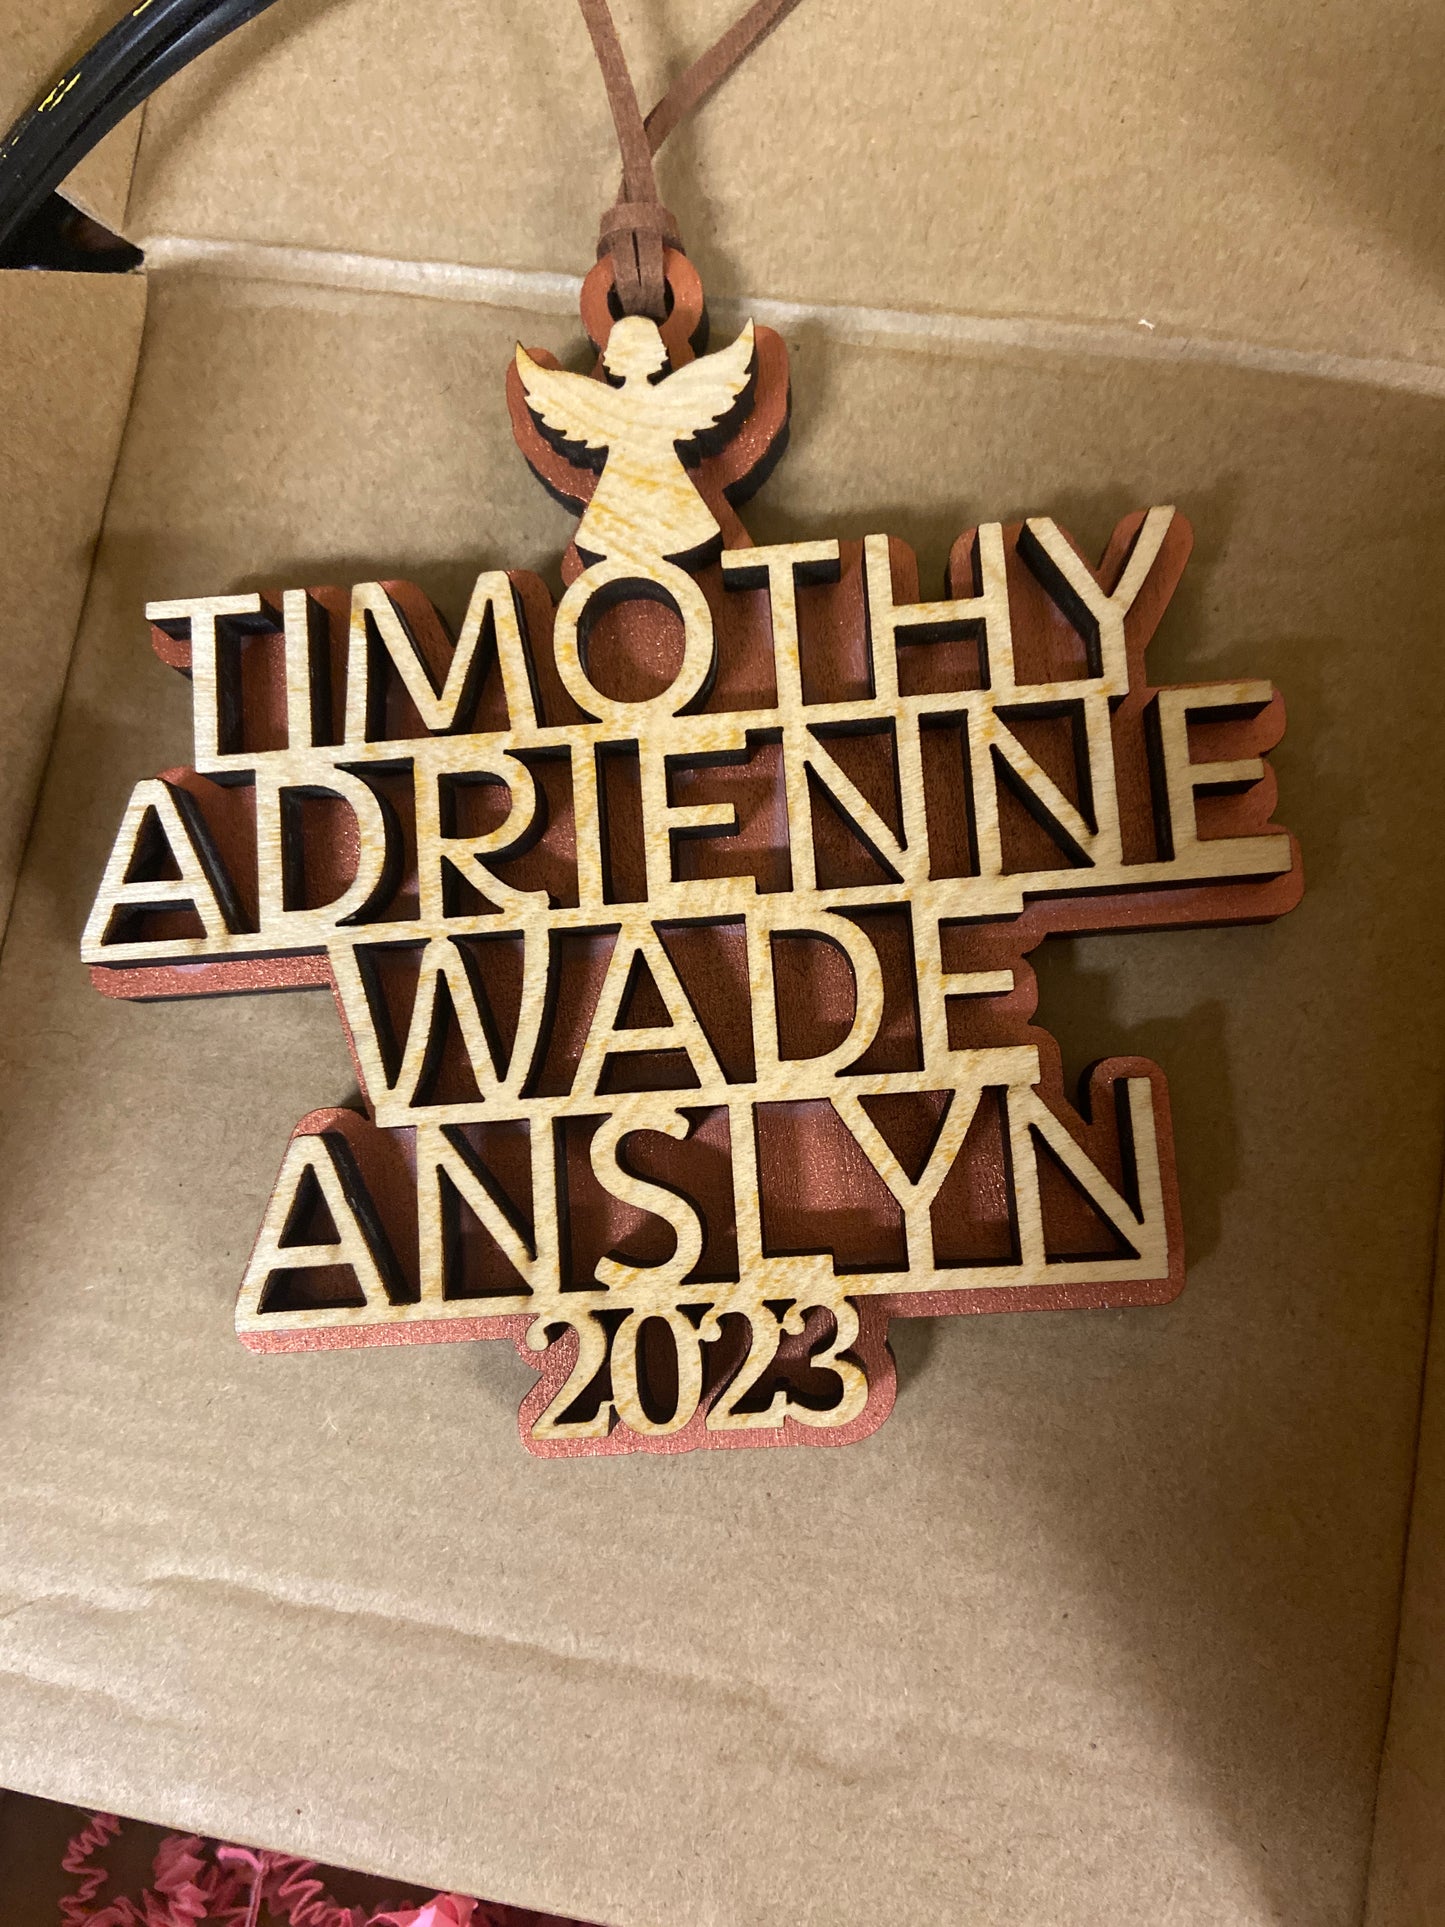 TIMOTHY
ADRIENNE
WADE
ANSLYN
2023